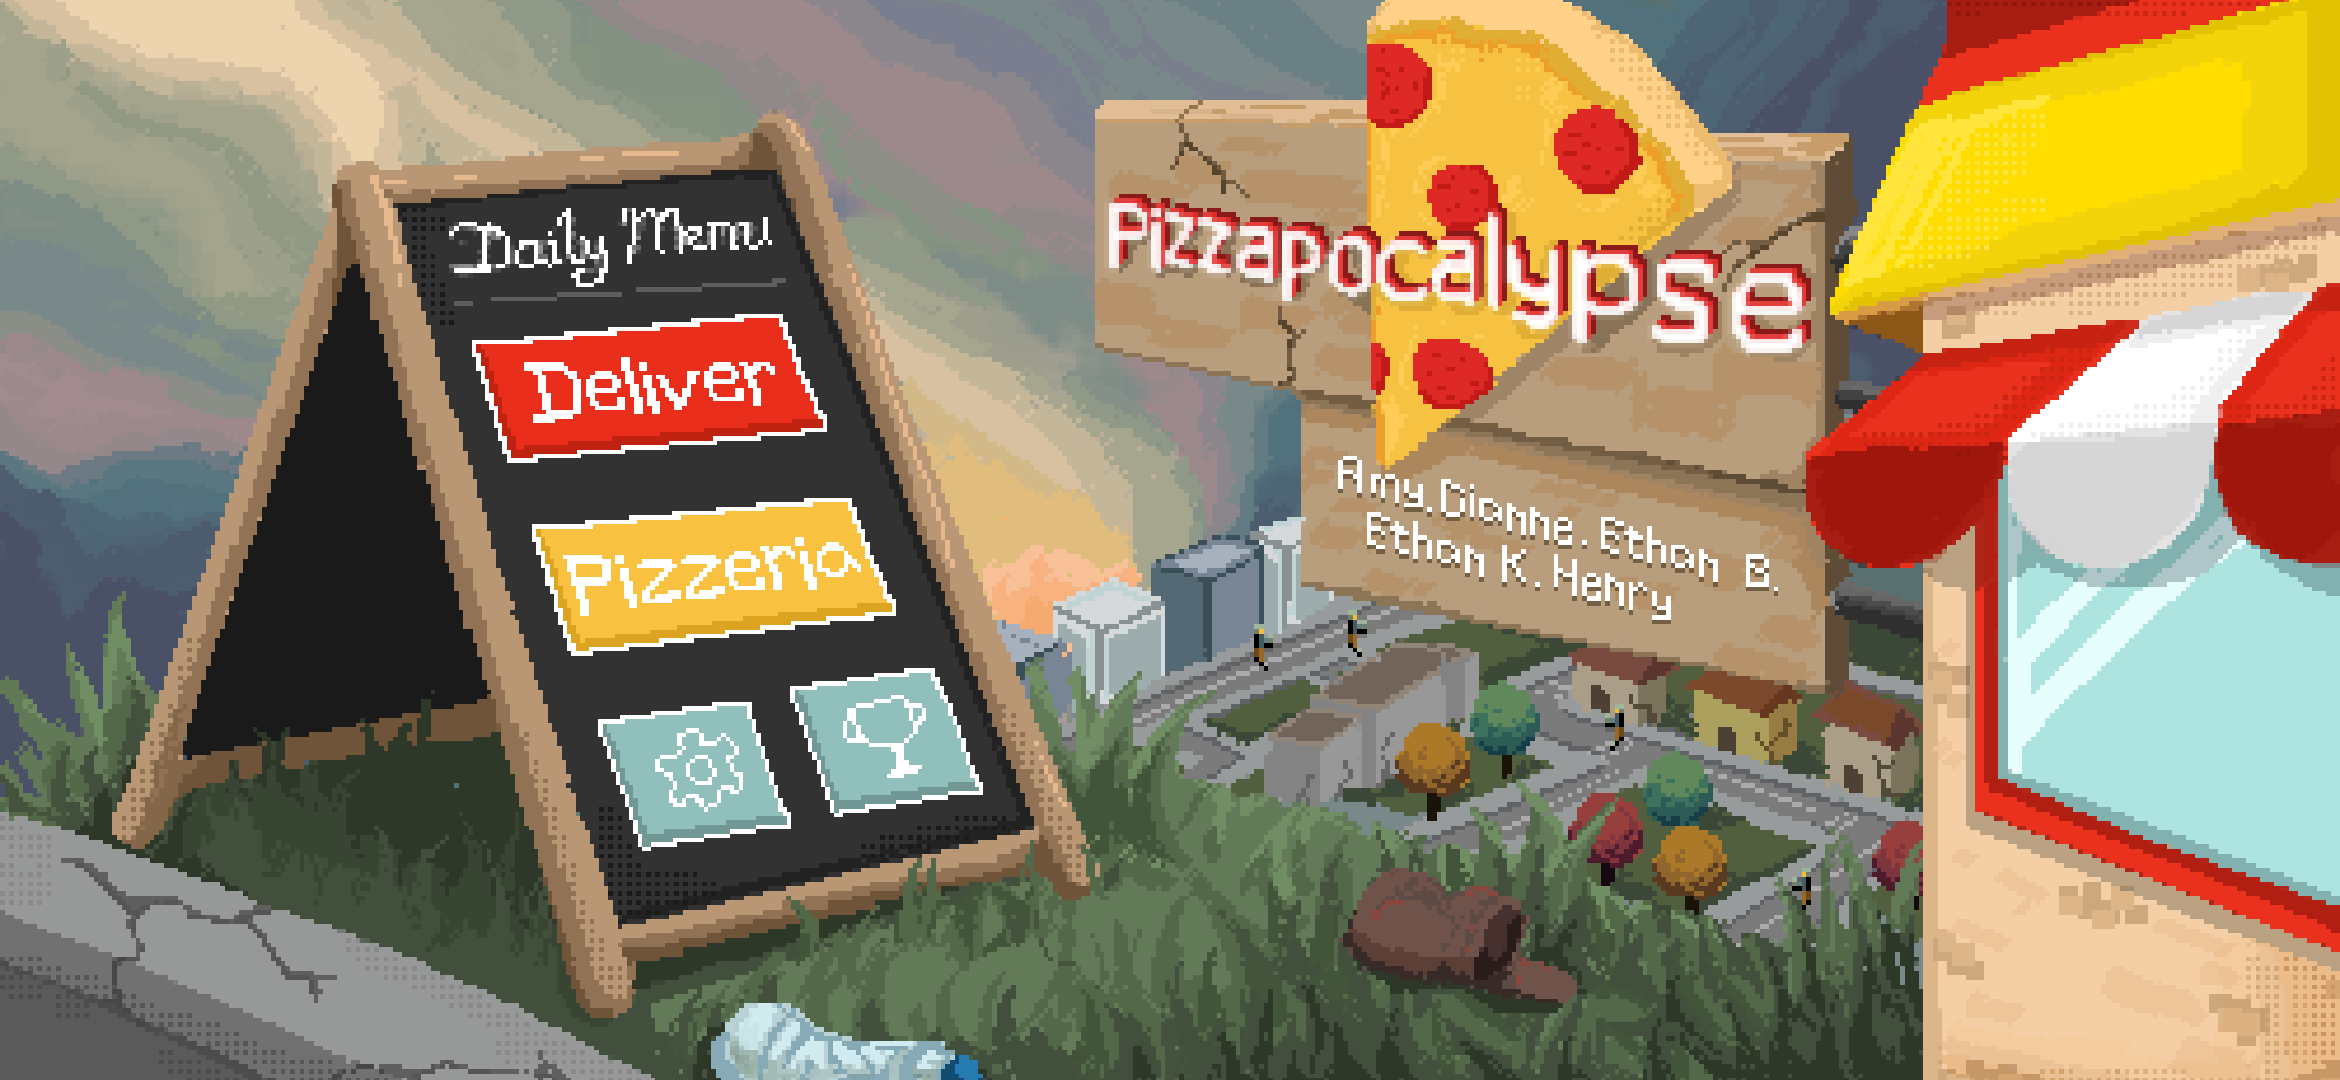 Daily Menu
Deliver
Pizzeria
Pizzapocalypse
Amy. Dionne. Ethan B.
Ethan K. Henry